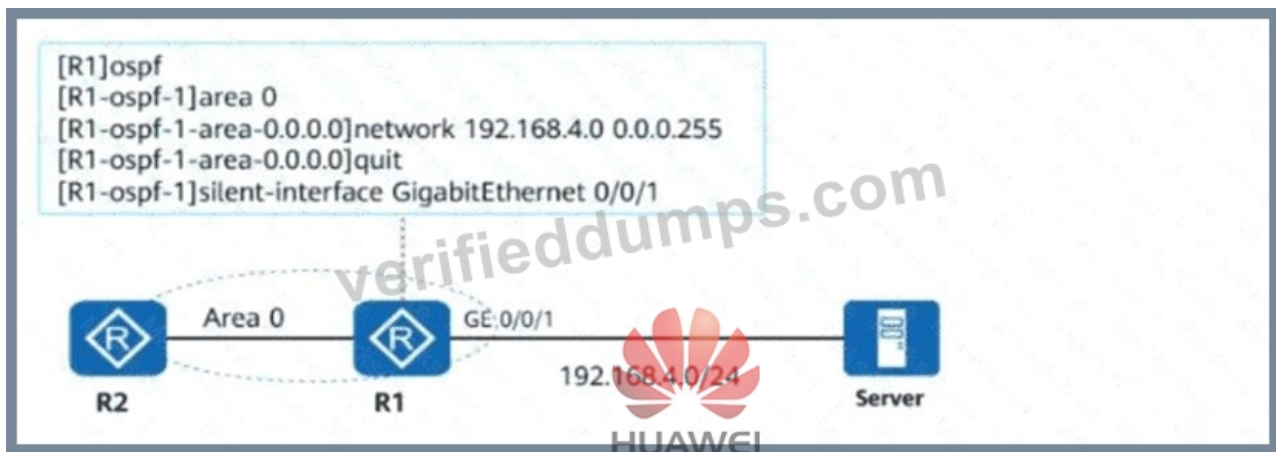 [R1]ospf
[R1-ospf-1]area 0
[R1-ospf-1-area-0.0.0.0]network 192.168.4.0 0.0.0.255
[R1-ospf-1-area-0.0.0.0]quit
[R1-ospf-1]silent-interface GigabitEthernet 0/0/1
verifieddumps.com
Area 0
GE 0/0/1
R
R
192.168.4.0/24
R2
R1
Server
HUAWEI